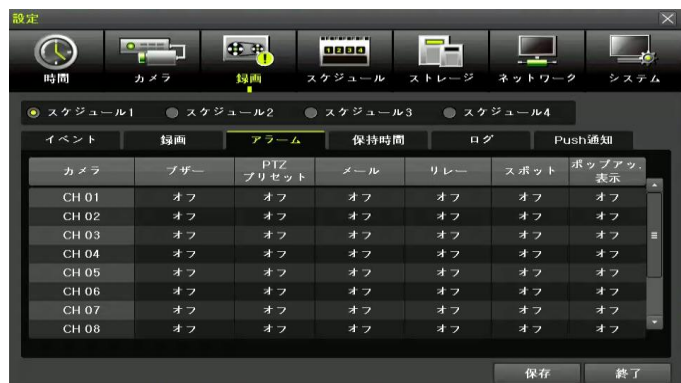 設定
時間 カメラ 録画 スケジュール ストレージ ネットワーク システム
スケジュール1 スケジュール2 スケジュール3 スケジュール4
イベント 録画 アラーム 保持時間 ログ Push通知
カメラ ブザー PTZ プリセット メール リレー スポット ポップアッ. 表示
CH 01 オフ オフ オフ オフ オフ オフ
CH 02 オフ オフ オフ オフ オフ オフ
CH 03 オフ オフ オフ オフ オフ オフ
CH 04 オフ オフ オフ オフ オフ オフ
CH 05 オフ オフ オフ オフ オフ オフ
CH 06 オフ オフ オフ オフ オフ オフ
CH 07 オフ オフ オフ オフ オフ オフ
CH 08 オフ オフ オフ オフ オフ オフ
保存 終了